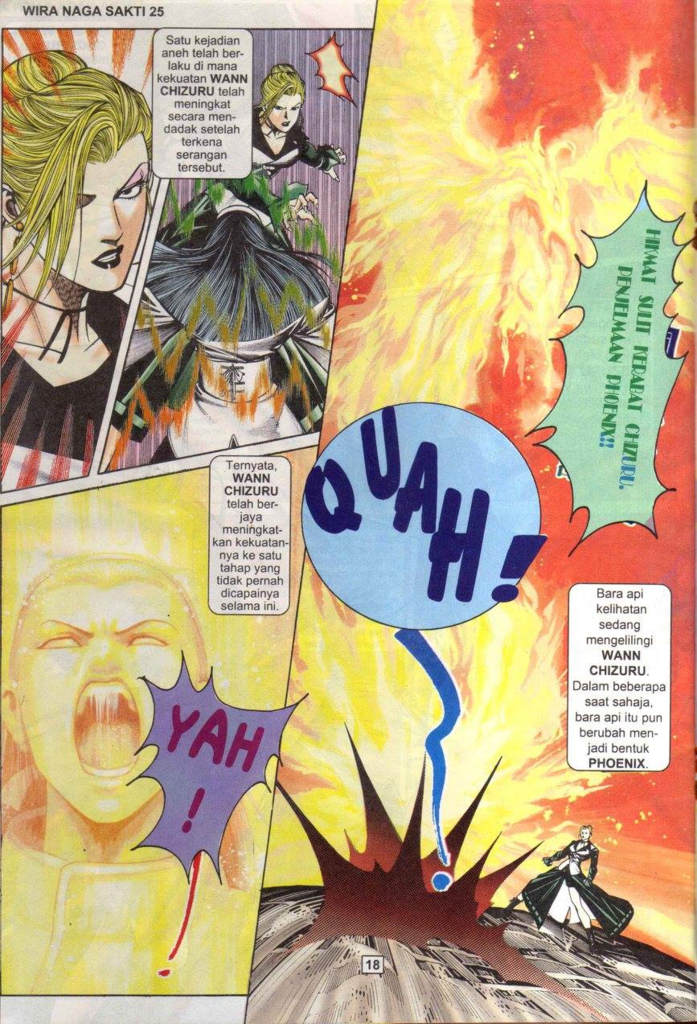 WIRA NAGA SAKTI 25
Satu kejadian
aneh telah ber-
laku di mana
kekuatan WANN
CHIZURU telah
meningkat
secara men-
dadak setelah
terkena
serangan
tersebut.
HIKMAT SULIT KERABAT CHIZURU,
PENJELMAAN PHOENIX!!
Ternyata,
WANN
CHIZURU
telah ber-
jaya
meningkat-
kan kekuatan-
nya ke satu
tahap yang
tidak pernah
dicapainya
selama ini.
QUAH!
YAH
!
Bara api
kelihatan
sedang
mengelilingi
WANN
CHIZURU.
Dalam beberapa
saat sahaja,
bara api itu pun
berubah men-
jadi bentuk
PHOENIX.
18